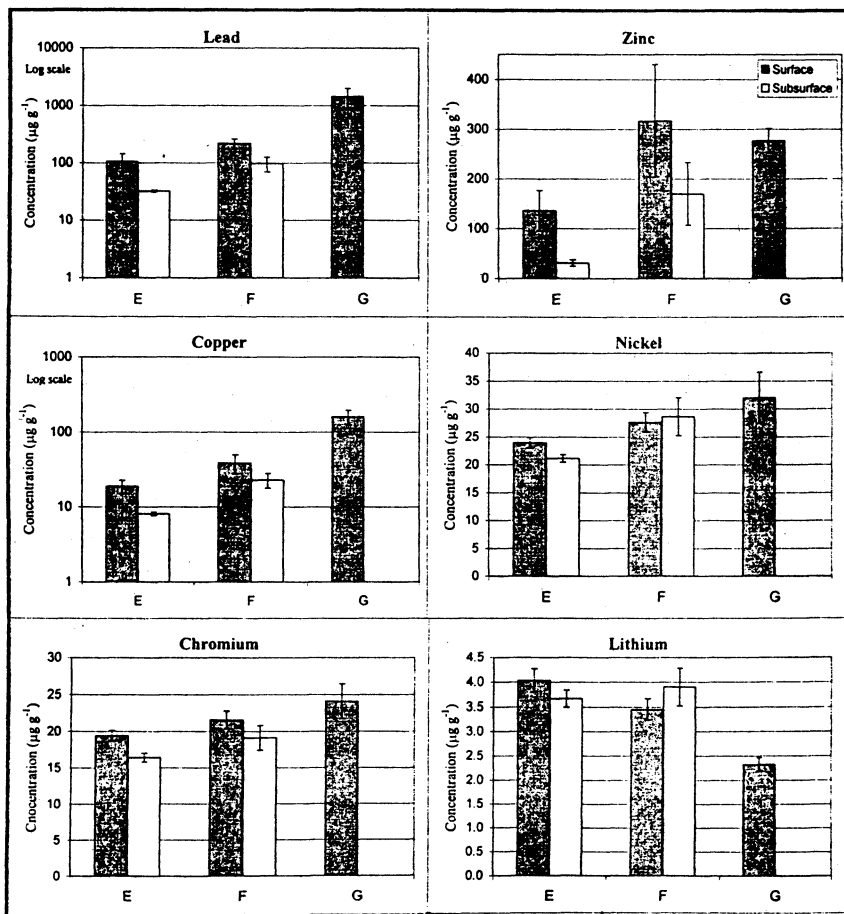 Lead
Log scale
Concentration (µg g⁻¹)
10000
1000
100
10
1
E F G
Zinc
Surface
Subsurface
Concentration (µg g⁻¹)
400
300
200
100
0
E F G
Copper
Log scale
Concentration (µg g⁻¹)
1000
100
10
1
E F G
Nickel
Concentration (µg g⁻¹)
40
35
30
25
20
15
10
5
0
E F G
Chromium
Cnocentration (µg g⁻¹)
30
25
20
15
10
5
0
E F G
Lithium
Concentration (µg g⁻¹)
4.5
4.0
3.5
3.0
2.5
2.0
1.5
1.0
0.5
0.0
E F G